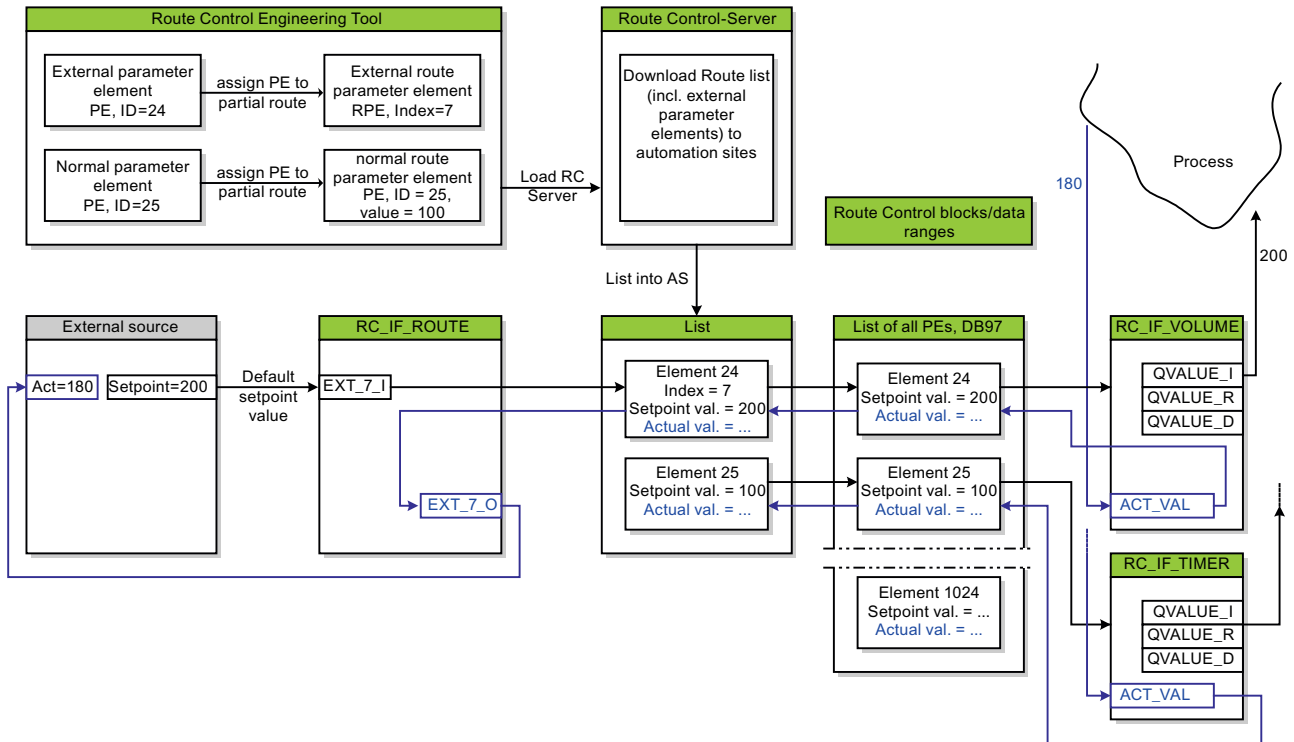 Route Control Engineering Tool
External parameter
element
PE, ID=24
assign PE to
partial route
External route
parameter element
RPE, Index=7
Normal parameter
element
PE, ID=25
assign PE to
partial route
normal route
parameter element
PE, ID = 25,
value = 100
Load RC
Server
Route Control-Server
Download Route list
(incl. external
parameter
elements) to
automation sites
List into AS
Route Control blocks/data
ranges
Process
180
200
External source
Act=180
Setpoint=200
Default
setpoint
value
RC_IF_ROUTE
EXT_7_I
EXT_7_O
List
Element 24
Index = 7
Setpoint val. = 200
Actual val. = ...
Element 25
Setpoint val. = 100
Actual val. = ...
List of all PEs, DB97
Element 24
Setpoint val. = 200
Actual val. = ...
Element 25
Setpoint val. = 100
Actual val. = ...
Element 1024
Setpoint val. = ...
Actual val. = ...
RC_IF_VOLUME
QVALUE_I
QVALUE_R
QVALUE_D
ACT_VAL
RC_IF_TIMER
QVALUE_I
QVALUE_R
QVALUE_D
ACT_VAL